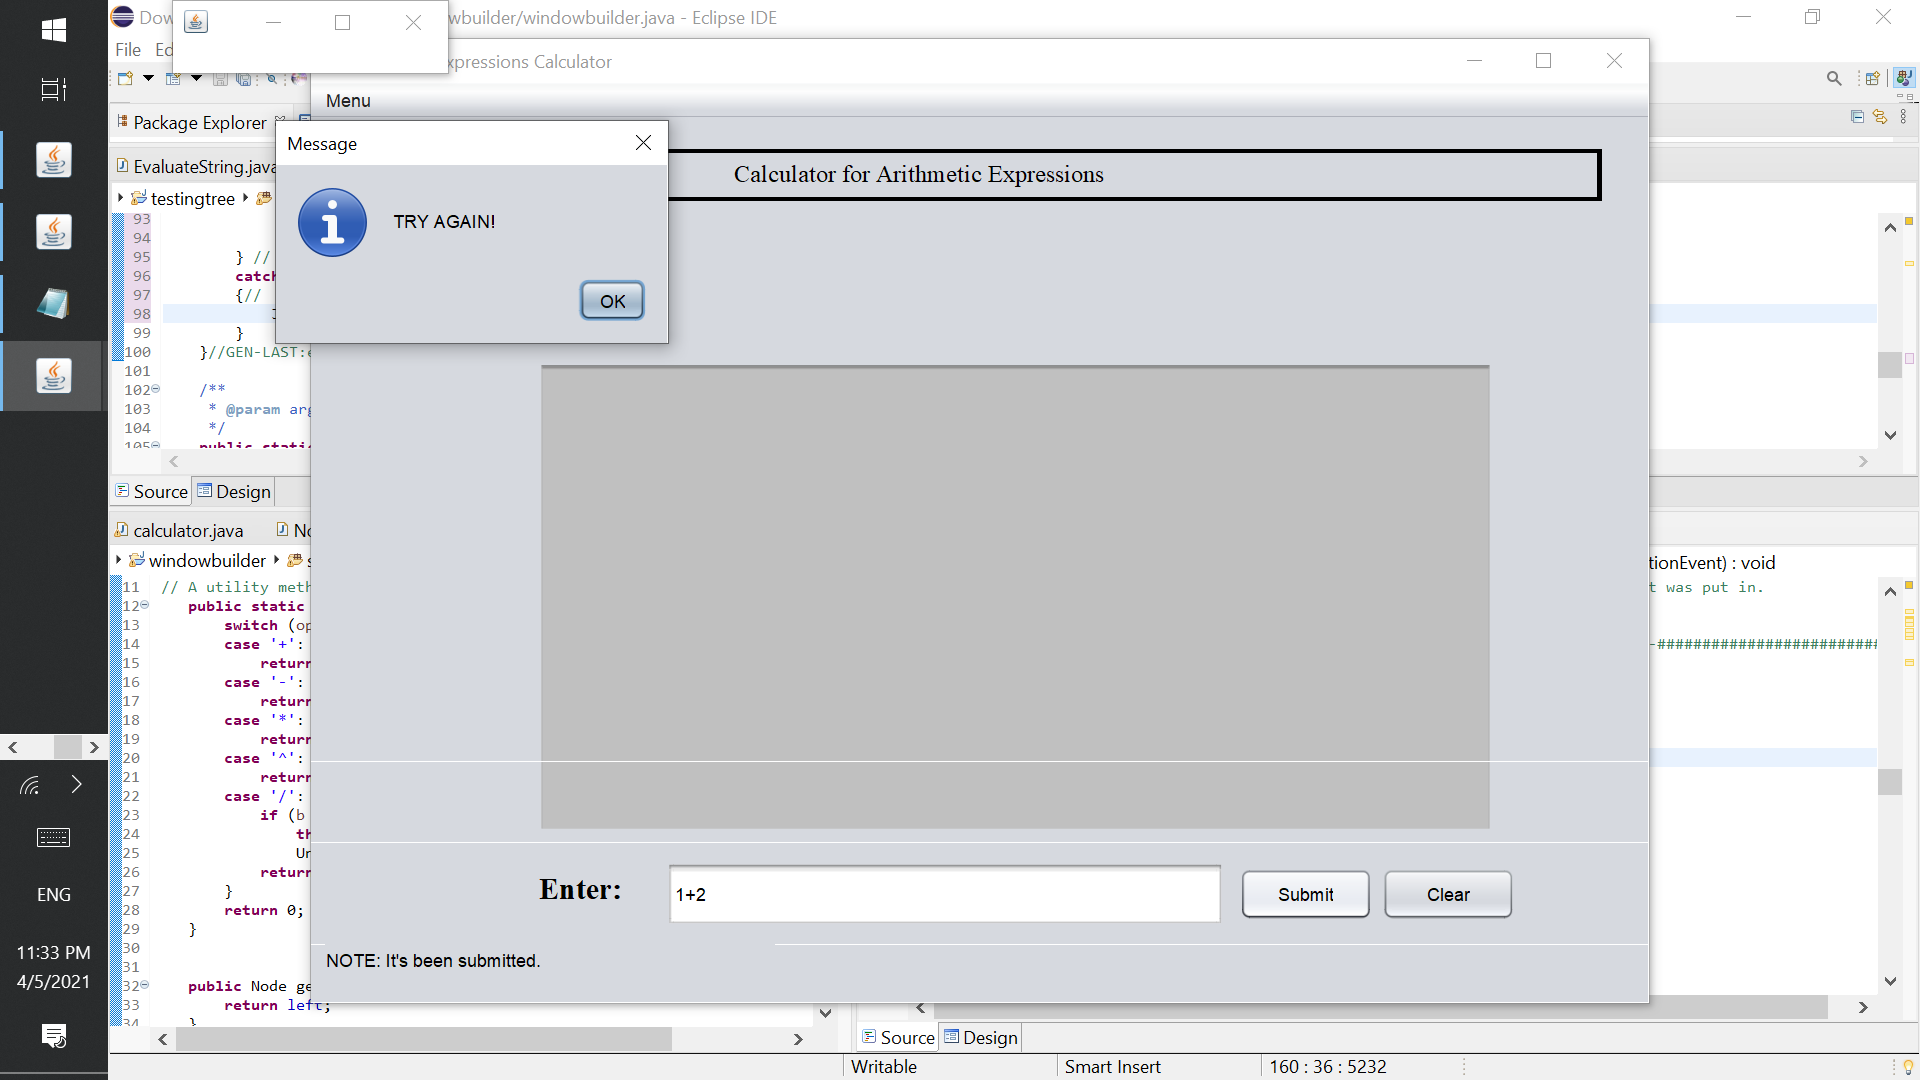 wbuilder/windowbuilder.java - Eclipse IDE
File
xpressions Calculator
Menu
Package Explorer
Message
EvaluateString.java
Calculator for Arithmetic Expressions
testingtree
TRY AGAIN!
93
94
95 } //
96 catch
97 {//
98
99 }
OK
100 }//GEN-LAST:e
101
102 /**
103 * @param arg
104 */
105 public static
Source Design
calculator.java
windowbuilder
tionEvent) : void
11 // A utility meth
t was put in.
12 public static
13 switch (op
14 case '+':
15 return
-#########################
16 case '-':
17 return
18 case '*':
19 return
20 case '^':
21 return
22 case '/':
23 if (b
24 th
25 Un
26 return
27 }
28 return 0;
29 }
30
31
32 public Node ge
33 return left;
34 }
Enter:
1+2
Submit
Clear
NOTE: It's been submitted.
ENG
11:33 PM
4/5/2021
Source Design
Writable
Smart Insert
160 : 36 : 5232